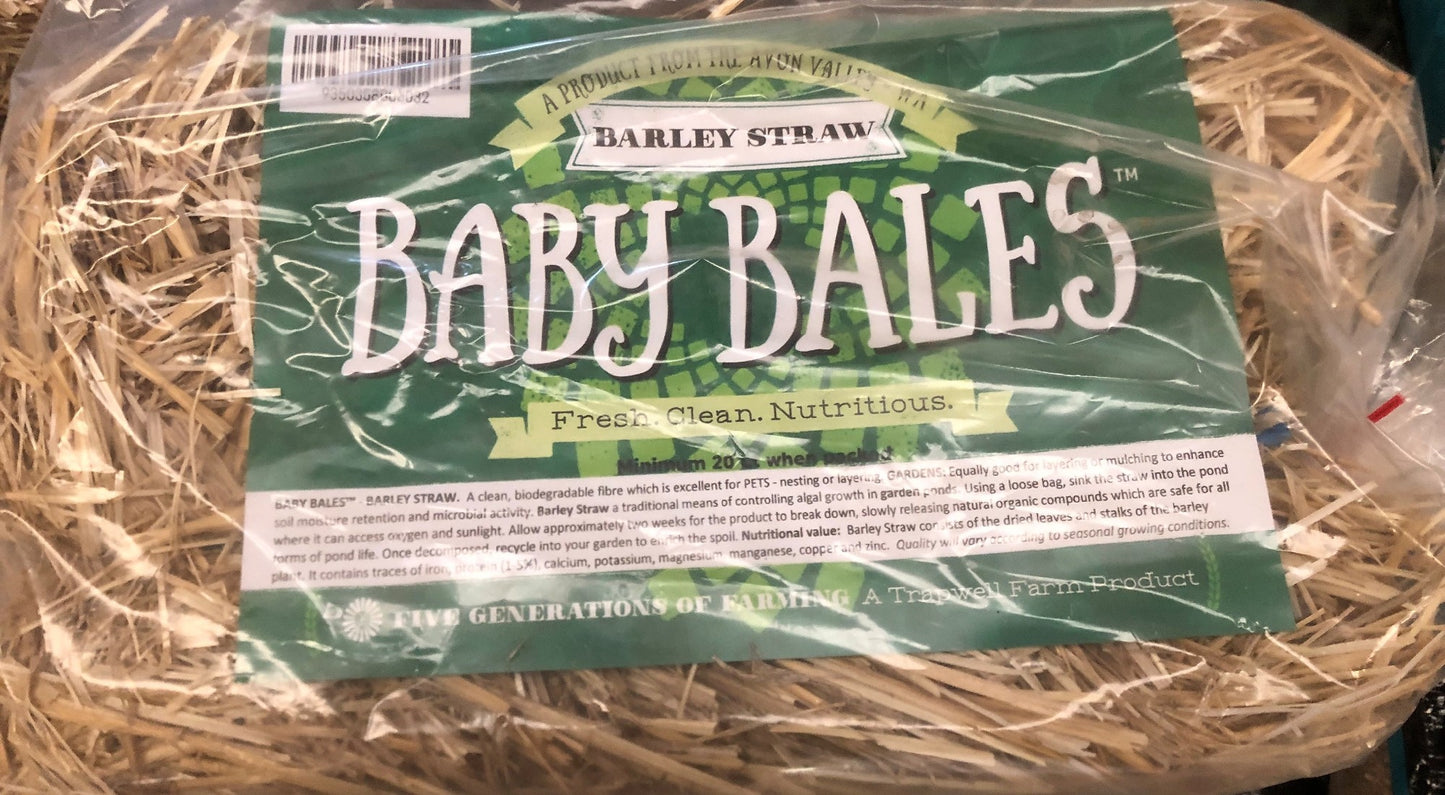 A PRODUCT FROM THE AVON VALLEY WA
BARLEY STRAW
BABY BALES™
Fresh. Clean. Nutritious.
Minimum 20 when packed
BABY BALES™ - BARLEY STRAW. A clean, biodegradable fibre which is excellent for PETS - nesting or layering. GARDENS: Equally good for layering or mulching to enhance
soil moisture retention and microbial activity. Barley Straw a traditional means of controlling algal growth in garden ponds. Using a loose bag, sink the straw into the pond
where it can access oxygen and sunlight. Allow approximately two weeks for the product to break down, slowly releasing natural organic compounds which are safe for all
forms of pond life. Once decomposed, recycle into your garden to enrich the spoil. Nutritional value: Barley Straw consists of the dried leaves and stalks of the barley
plant. It contains traces of iron, protein (1-5%), calcium, potassium, magnesium, manganese, copper and zinc. Quality will vary according to seasonal growing conditions.
FIVE GENERATIONS OF FARMING A Trapwell Farm Product